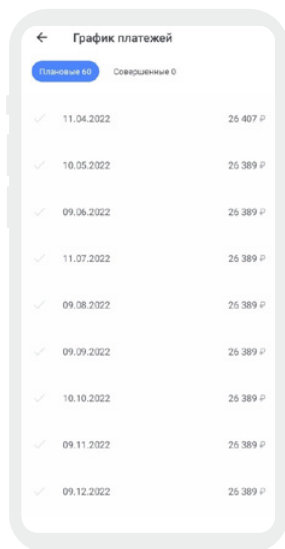 ← График платежей
Плановые 60 Совершенные 0
11.04.2022 26 407 ₽
10.05.2022 26 389 ₽
09.06.2022 26 389 ₽
11.07.2022 26 389 ₽
09.08.2022 26 389 ₽
09.09.2022 26 389 ₽
10.10.2022 26 389 ₽
09.11.2022 26 389 ₽
09.12.2022 26 389 ₽